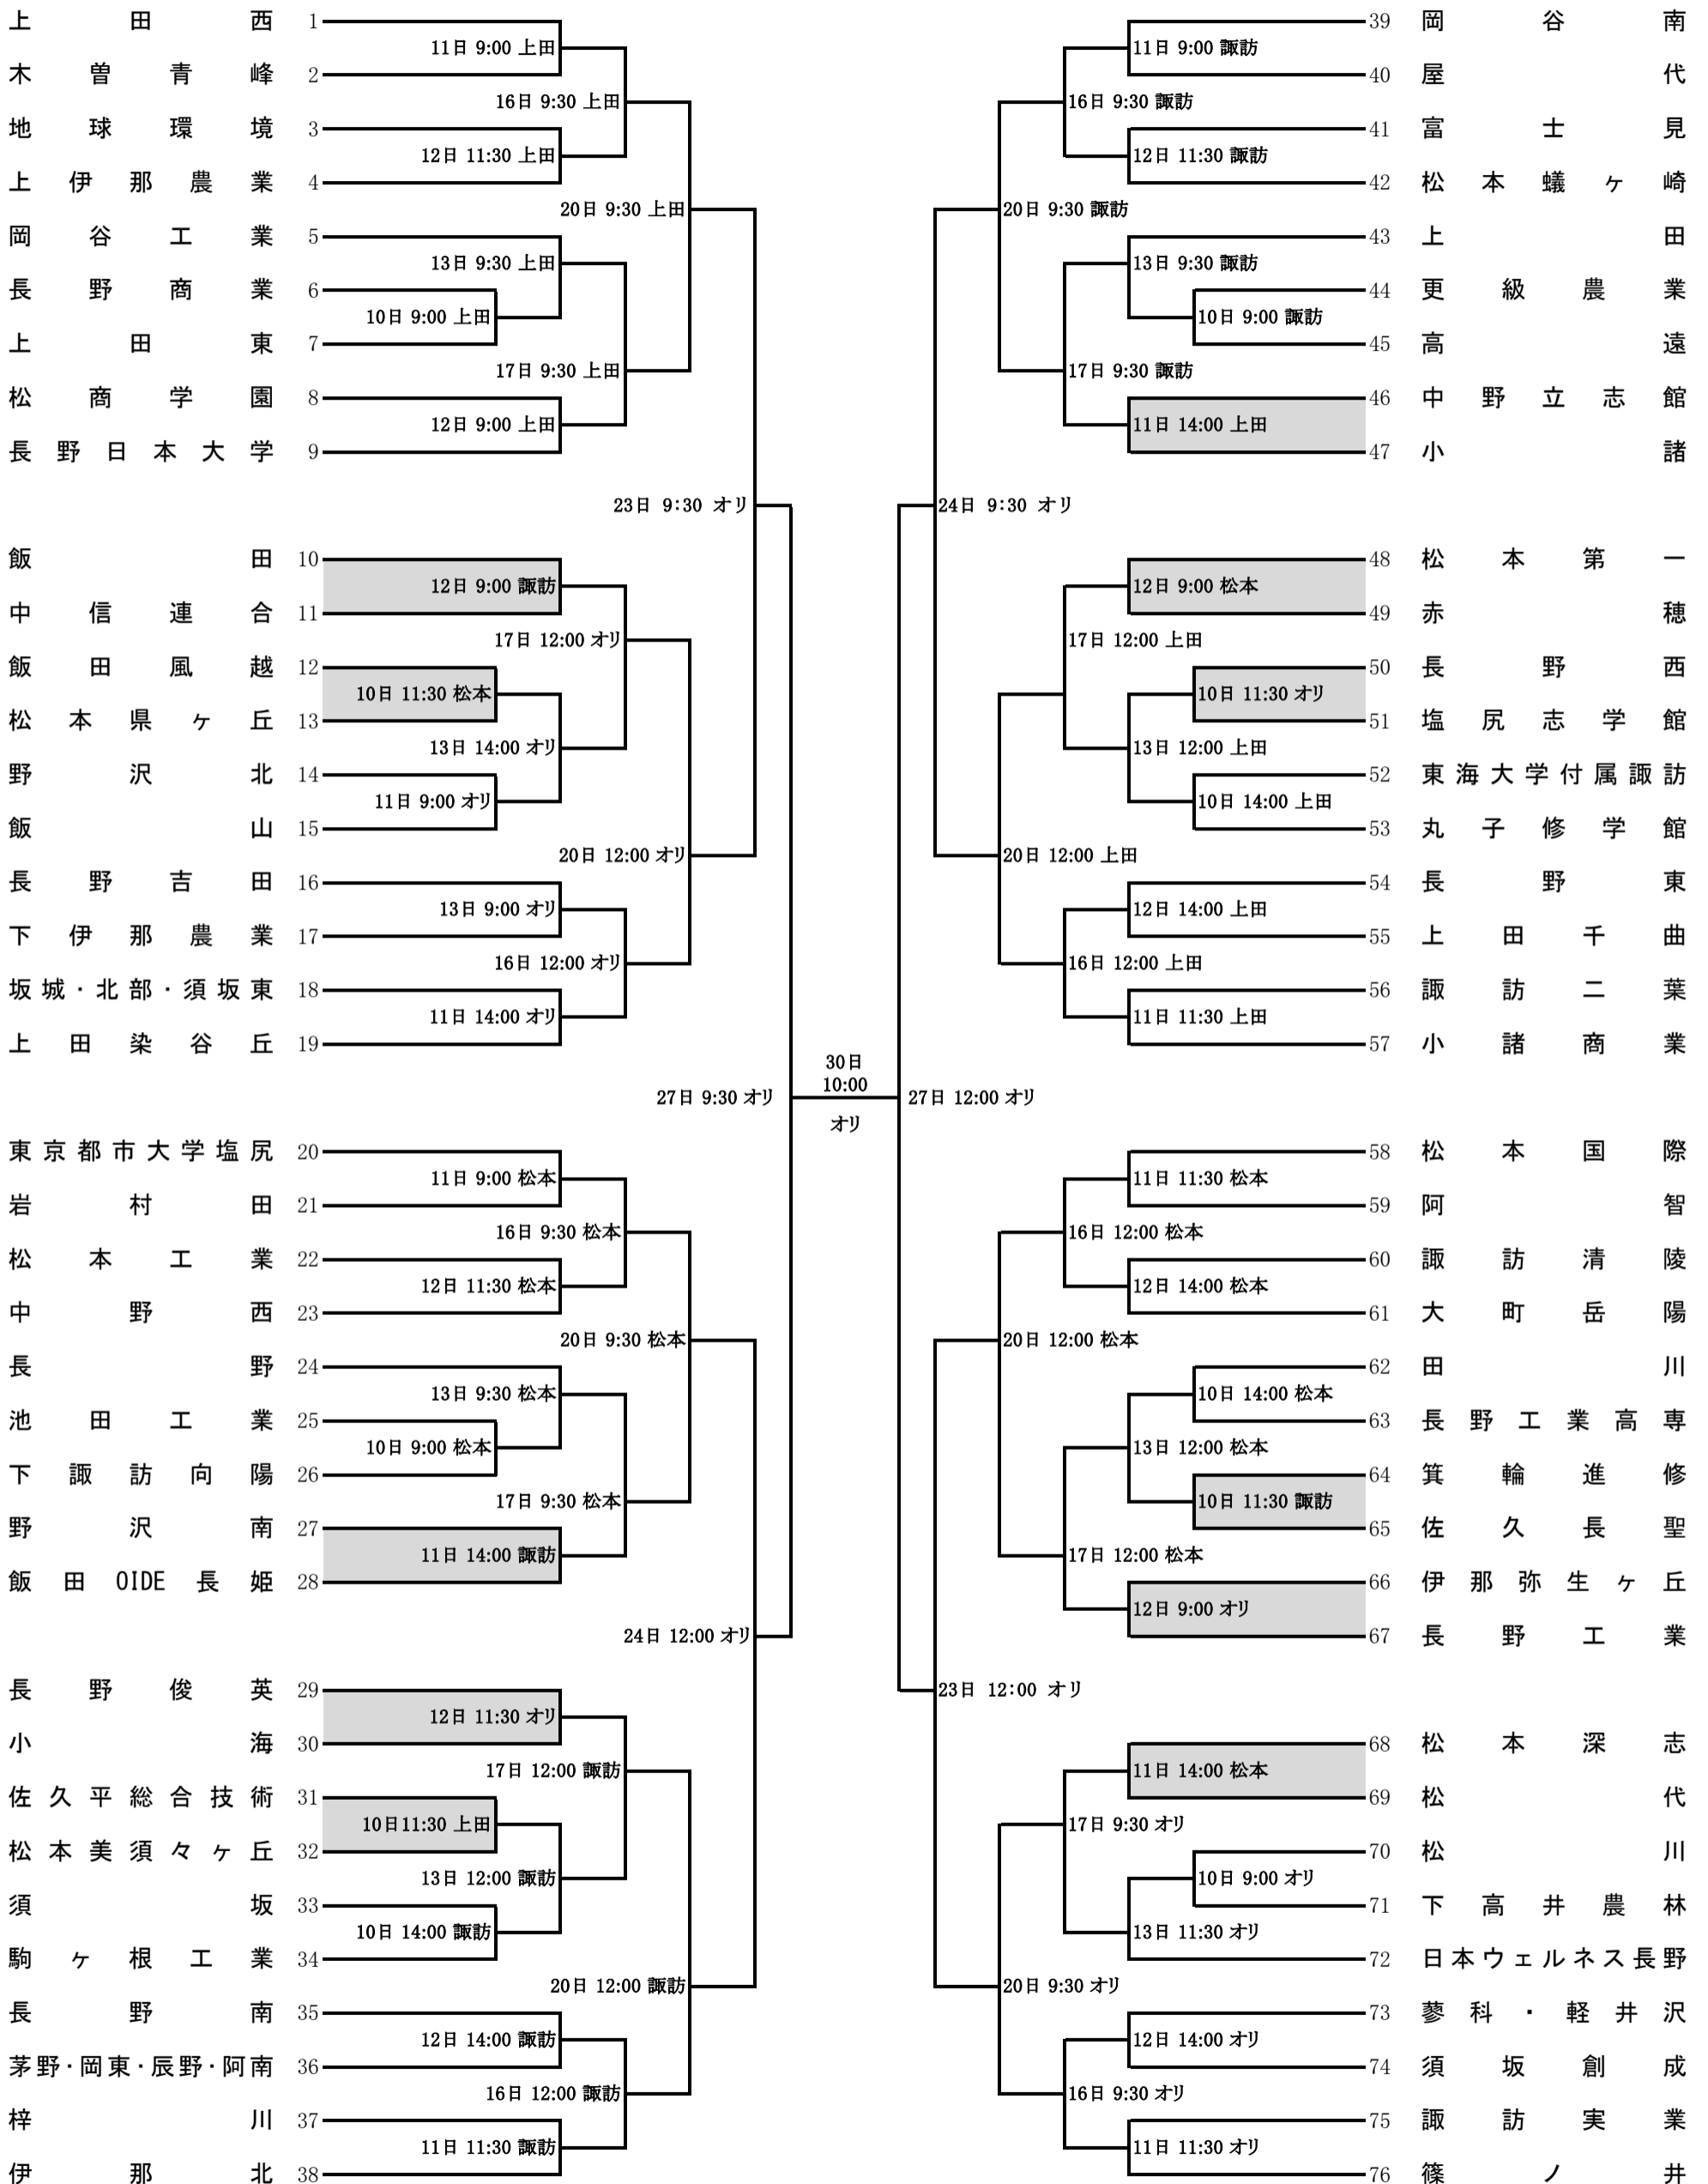 上田西 1
11日 9:00 上田
木曽青峰 2
16日 9:30 上田
地球環境 3
12日 11:30 上田
上伊那農業 4
20日 9:30 上田
岡谷工業 5
13日 9:30 上田
長野商業 6
10日 9:00 上田
上田東 7
17日 9:30 上田
松商学園 8
12日 9:00 上田
長野日本大学 9
23日 9:30 オリ
飯田 10
12日 9:00 諏訪
中信連合 11
17日 12:00 オリ
飯田風越 12
10日 11:30 松本
松本県ヶ丘 13
13日 14:00 オリ
野沢北 14
11日 9:00 オリ
飯山 15
20日 12:00 オリ
長野吉田 16
13日 9:00 オリ
下伊那農業 17
16日 12:00 オリ
坂城・北部・須坂東 18
11日 14:00 オリ
上田染谷丘 19
27日 9:30 オリ
東京都市大学塩尻 20
11日 9:00 松本
岩村田 21
16日 9:30 松本
松本工業 22
12日 11:30 松本
中野西 23
20日 9:30 松本
長野 24
13日 9:30 松本
池田工業 25
10日 9:00 松本
下諏訪向陽 26
17日 9:30 松本
野沢南 27
11日 14:00 諏訪
飯田OIDE長姫 28
24日 12:00 オリ
長野俊英 29
12日 11:30 オリ
小海 30
17日 12:00 諏訪
佐久平総合技術 31
10日11:30 上田
松本美須々ヶ丘 32
13日 12:00 諏訪
須坂 33
10日 14:00 諏訪
駒ヶ根工業 34
20日 12:00 諏訪
長野南 35
12日 14:00 諏訪
茅野・岡東・辰野・阿南 36
16日 12:00 諏訪
梓川 37
11日 11:30 諏訪
伊那北 38
30日
10:00
オリ
39 岡谷南
11日 9:00 諏訪
40 屋代
16日 9:30 諏訪
41 富士見
12日 11:30 諏訪
42 松本蟻ヶ崎
20日 9:30 諏訪
43 上田
13日 9:30 諏訪
44 更級農業
10日 9:00 諏訪
45 高遠
17日 9:30 諏訪
46 中野立志館
11日 14:00 上田
47 小諸
24日 9:30 オリ
48 松本第一
12日 9:00 松本
49 赤穂
17日 12:00 上田
50 長野西
10日 11:30 オリ
51 塩尻志学館
13日 12:00 上田
52 東海大学付属諏訪
10日 14:00 上田
53 丸子修学館
20日 12:00 上田
54 長野東
12日 14:00 上田
55 上田千曲
16日 12:00 上田
56 諏訪二葉
11日 11:30 上田
57 小諸商業
27日 12:00 オリ
58 松本国際
11日 11:30 松本
59 阿智
16日 12:00 松本
60 諏訪清陵
12日 14:00 松本
61 大町岳陽
20日 12:00 松本
62 田川
10日 14:00 松本
63 長野工業高専
13日 12:00 松本
64 箕輪進修
10日 11:30 諏訪
65 佐久長聖
17日 12:00 松本
66 伊那弥生ヶ丘
12日 9:00 オリ
67 長野工業
23日 12:00 オリ
68 松本深志
11日 14:00 松本
69 松代
17日 9:30 オリ
70 松川
10日 9:00 オリ
71 下高井農林
13日 11:30 オリ
72 日本ウェルネス長野
20日 9:30 オリ
73 蓼科・軽井沢
12日 14:00 オリ
74 須坂創成
16日 9:30 オリ
75 諏訪実業
11日 11:30 オリ
76 篠ノ井